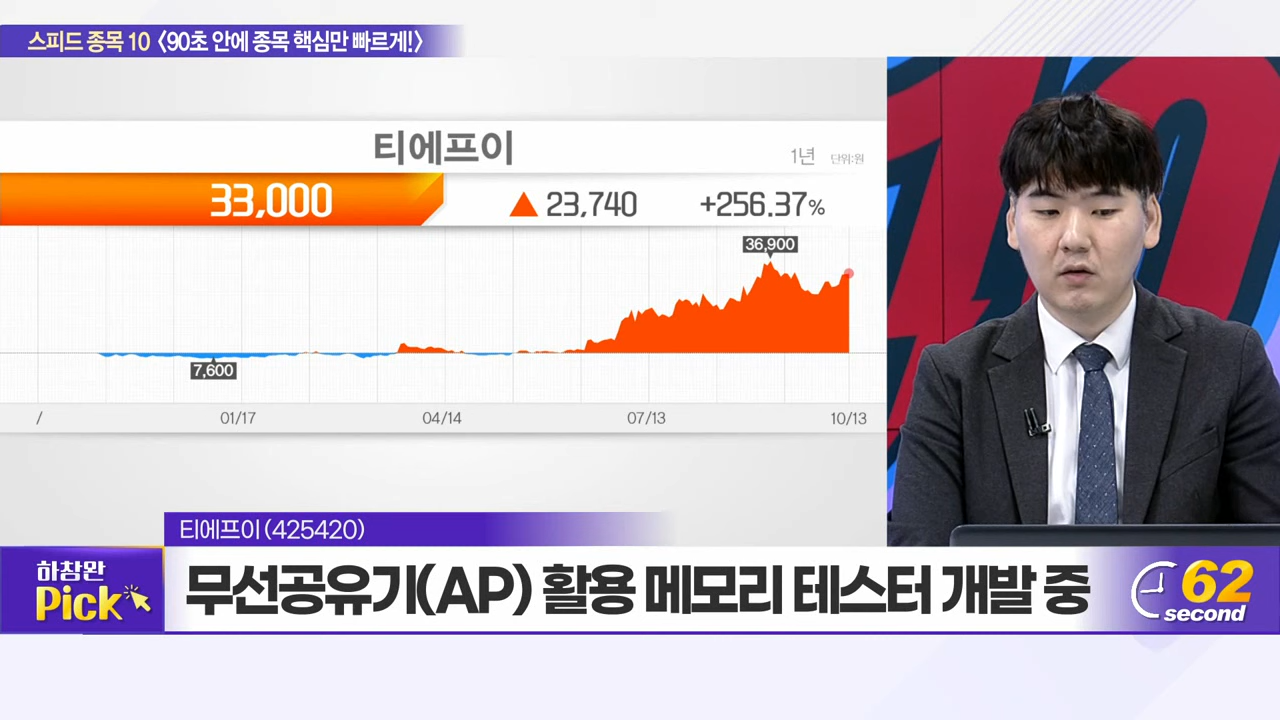 스피드 종목 10 〈90초 안에 종목 핵심만 빠르게!〉
티에프이
1년 단위:원
33,000 ▲ 23,740 +256.37%
36,900
7,600
/ 01/17 04/14 07/13 10/13
티에프이 (425420)
하창완
Pick
무선공유기(AP) 활용 메모리 테스터 개발 중
62
second